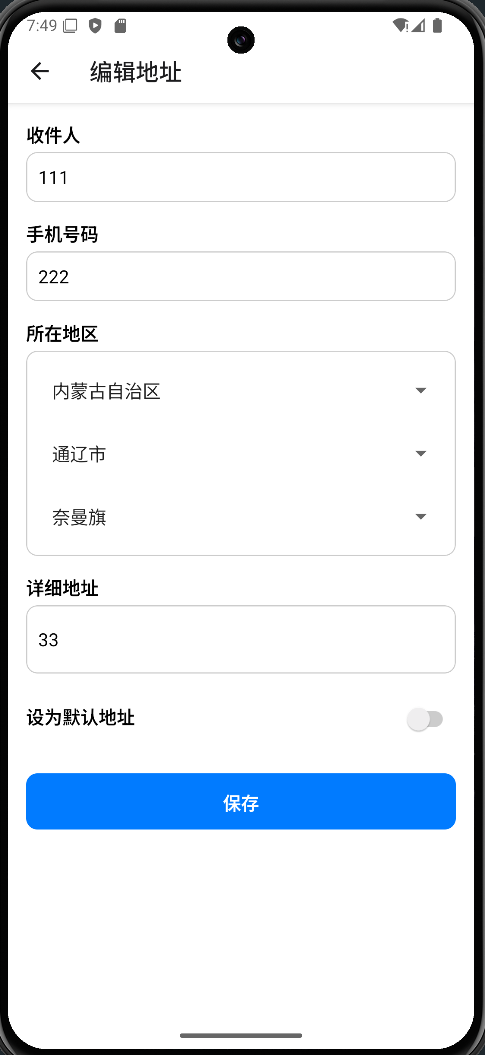 7:49
编辑地址
收件人
111
手机号码
222
所在地区
内蒙古自治区
通辽市
奈曼旗
详细地址
33
设为默认地址
保存